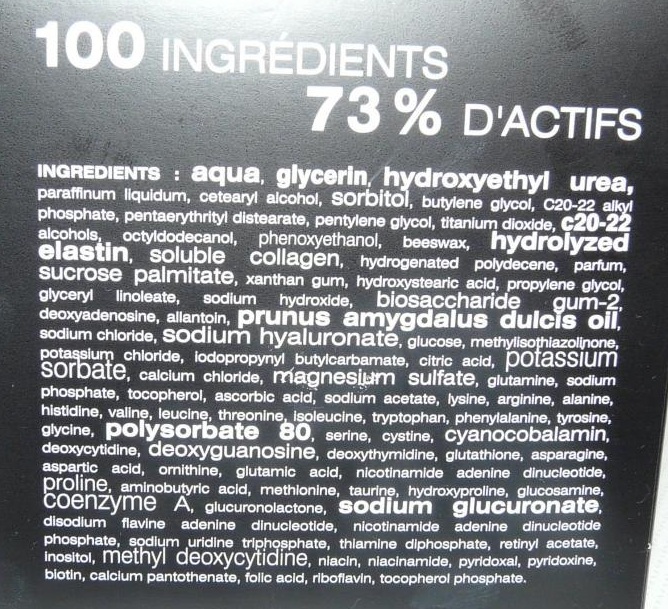 100 INGRÉDIENTS
73% D'ACTIFS
INGREDIENTS : aqua, glycerin, hydroxyethyl urea,
paraffinum liquidum, cetearyl alcohol, sorbitol, butylene glycol, C20-22 alkyl
phosphate, pentaerythrityl distearate, pentylene glycol, titanium dioxide, c20-22
alcohols, octyldodecanol, phenoxyethanol, beeswax, hydrolyzed
elastin, soluble collagen, hydrogenated polydecene, parfum,
sucrose palmitate, xanthan gum, hydroxystearic acid, propylene glycol,
glyceryl linoleate, sodium hydroxide, biosaccharide gum-2,
deoxyadenosine, allantoin, prunus amygdalus dulcis oil,
sodium chloride, sodium hyaluronate, glucose, methylisothiazolinone,
potassium chloride, iodopropynyl butylcarbamate, citric acid, potassium
sorbate, calcium chloride, magnesium sulfate, glutamine, sodium
phosphate, tocopherol, ascorbic acid, sodium acetate, lysine, arginine, alanine,
histidine, valine, leucine, threonine, isoleucine, tryptophan, phenylalanine, tyrosine,
glycine, polysorbate 80, serine, cystine, cyanocobalamin,
deoxycytidine, deoxyguanosine, deoxythymidine, glutathione, asparagine,
aspartic acid, ornithine, glutamic acid, nicotinamide adenine dinucleotide,
proline, aminobutyric acid, methionine, taurine, hydroxyproline, glucosamine,
coenzyme A, glucuronolactone, sodium glucuronate,
disodium flavine adenine dinucleotide, nicotinamide adenine dinucleotide
phosphate, sodium uridine triphosphate, thiamine diphosphate, retinyl acetate,
inositol, methyl deoxycytidine, niacin, niacinamide, pyridoxal, pyridoxine,
biotin, calcium pantothenate, folic acid, riboflavin, tocopherol phosphate.